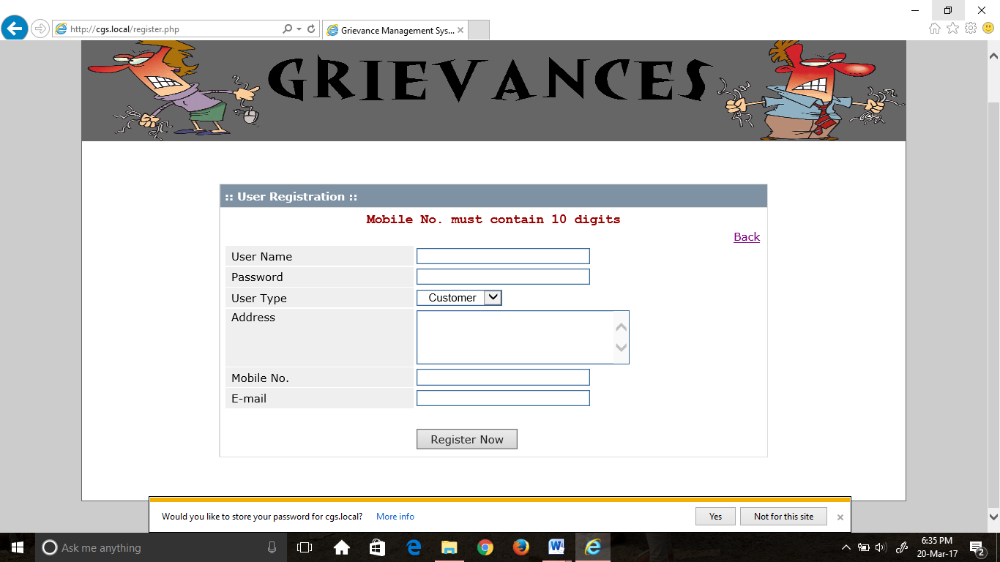 http://cgs.local/register.php
Grievance Management Sys...
GRIEVANCES
:: User Registration ::
Mobile No. must contain 10 digits
Back
User Name
Password
User Type Customer
Address
Mobile No.
E-mail
Register Now
Would you like to store your password for cgs.local? More info Yes Not for this site
Ask me anything
6:35 PM
20-Mar-17
2